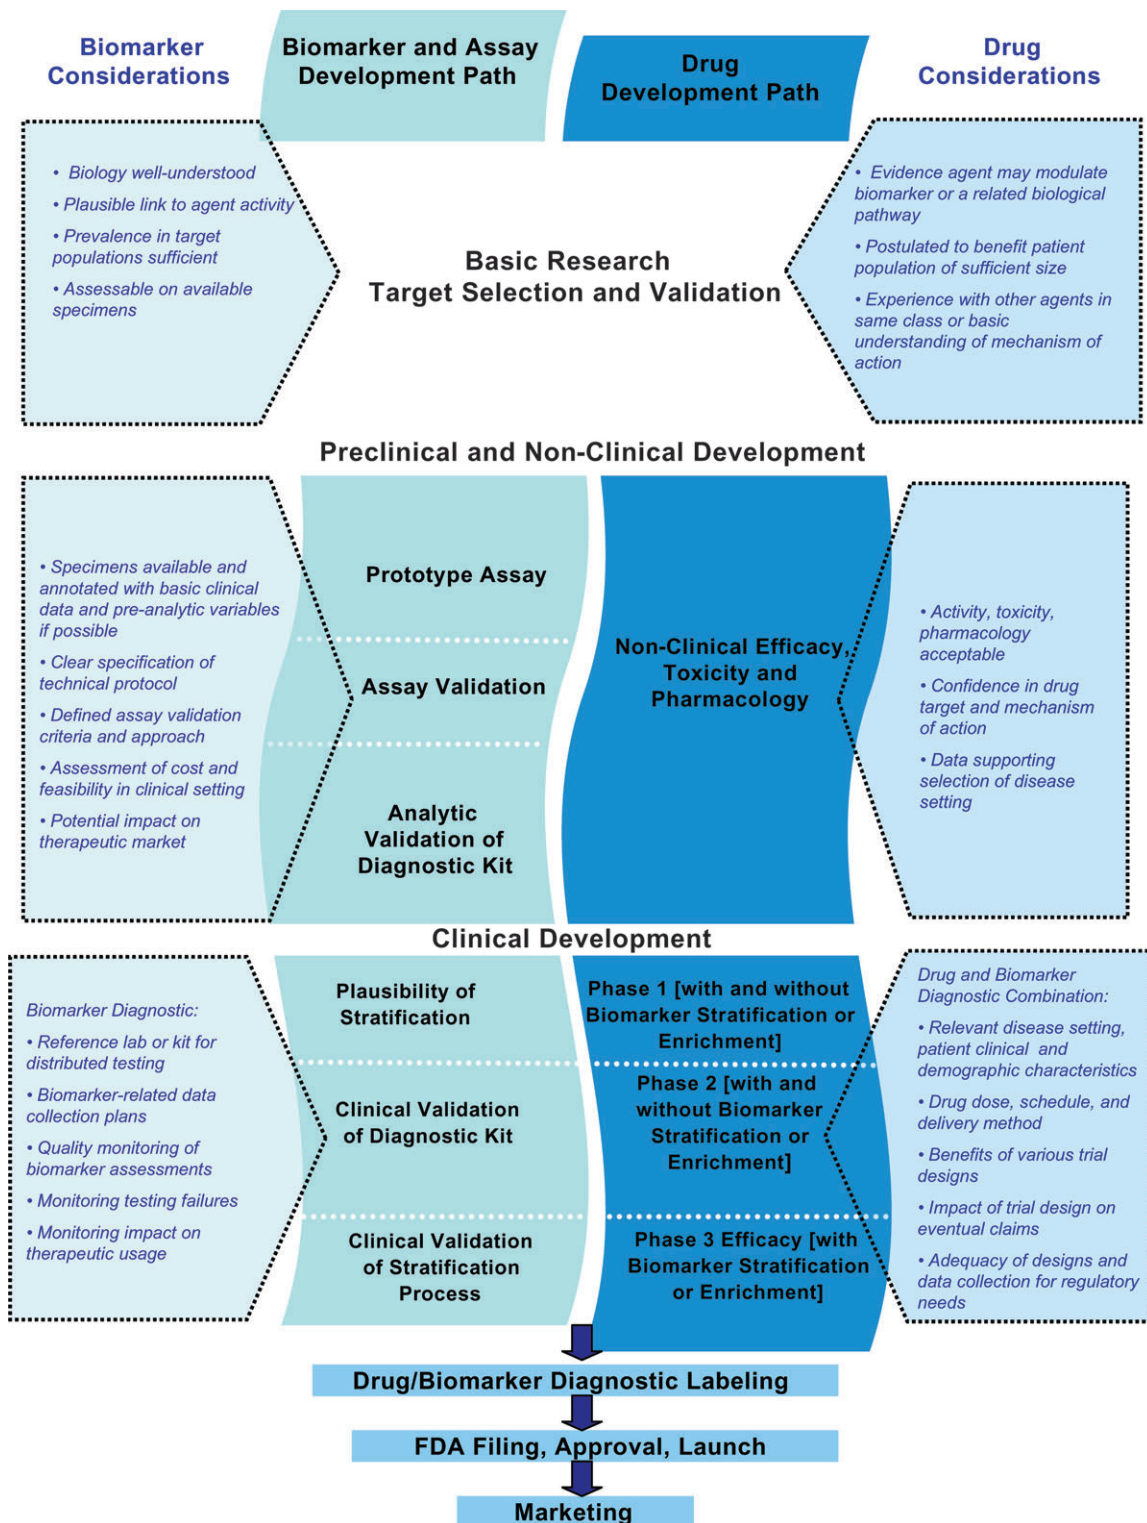 Biomarker
Considerations
Biomarker and Assay
Development Path
Drug
Development Path
Drug
Considerations
• Biology well-understood
• Plausible link to agent activity
• Prevalence in target
populations sufficient
• Assessable on available
specimens
Basic Research
Target Selection and Validation
• Evidence agent may modulate
biomarker or a related biological
pathway
• Postulated to benefit patient
population of sufficient size
• Experience with other agents in
same class or basic
understanding of mechanism of
action
Preclinical and Non-Clinical Development
• Specimens available and
annotated with basic clinical
data and pre-analytic variables
if possible
• Clear specification of
technical protocol
• Defined assay validation
criteria and approach
• Assessment of cost and
feasibility in clinical setting
• Potential impact on
therapeutic market
Prototype Assay
Assay Validation
Analytic
Validation of
Diagnostic Kit
Non-Clinical Efficacy,
Toxicity and
Pharmacology
• Activity, toxicity,
pharmacology
acceptable
• Confidence in drug
target and mechanism
of action
• Data supporting
selection of disease
setting
Clinical Development
Biomarker Diagnostic:
• Reference lab or kit for
distributed testing
• Biomarker-related data
collection plans
• Quality monitoring of
biomarker assessments
• Monitoring testing failures
• Monitoring impact on
therapeutic usage
Plausibility of
Stratification
Clinical Validation
of Diagnostic Kit
Clinical Validation
of Stratification
Process
Phase 1 [with and without
Biomarker Stratification or
Enrichment]
Phase 2 [with and
without Biomarker
Stratification or
Enrichment]
Phase 3 Efficacy [with
Biomarker Stratification
or Enrichment]
Drug and Biomarker
Diagnostic Combination:
• Relevant disease setting,
patient clinical and
demographic characteristics
• Drug dose, schedule, and
delivery method
• Benefits of various trial
designs
• Impact of trial design on
eventual claims
• Adequacy of designs and
data collection for regulatory
needs
Drug/Biomarker Diagnostic Labeling
FDA Filing, Approval, Launch
Marketing